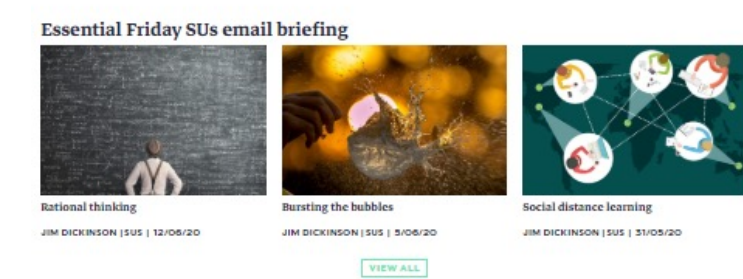 Essential Friday SUs email briefing
Rational thinking
JIM DICKINSON | SUS | 12/06/20
Bursting the bubbles
JIM DICKINSON | SUS | 5/06/20
Social distance learning
JIM DICKINSON | SUS | 31/05/20
VIEW ALL